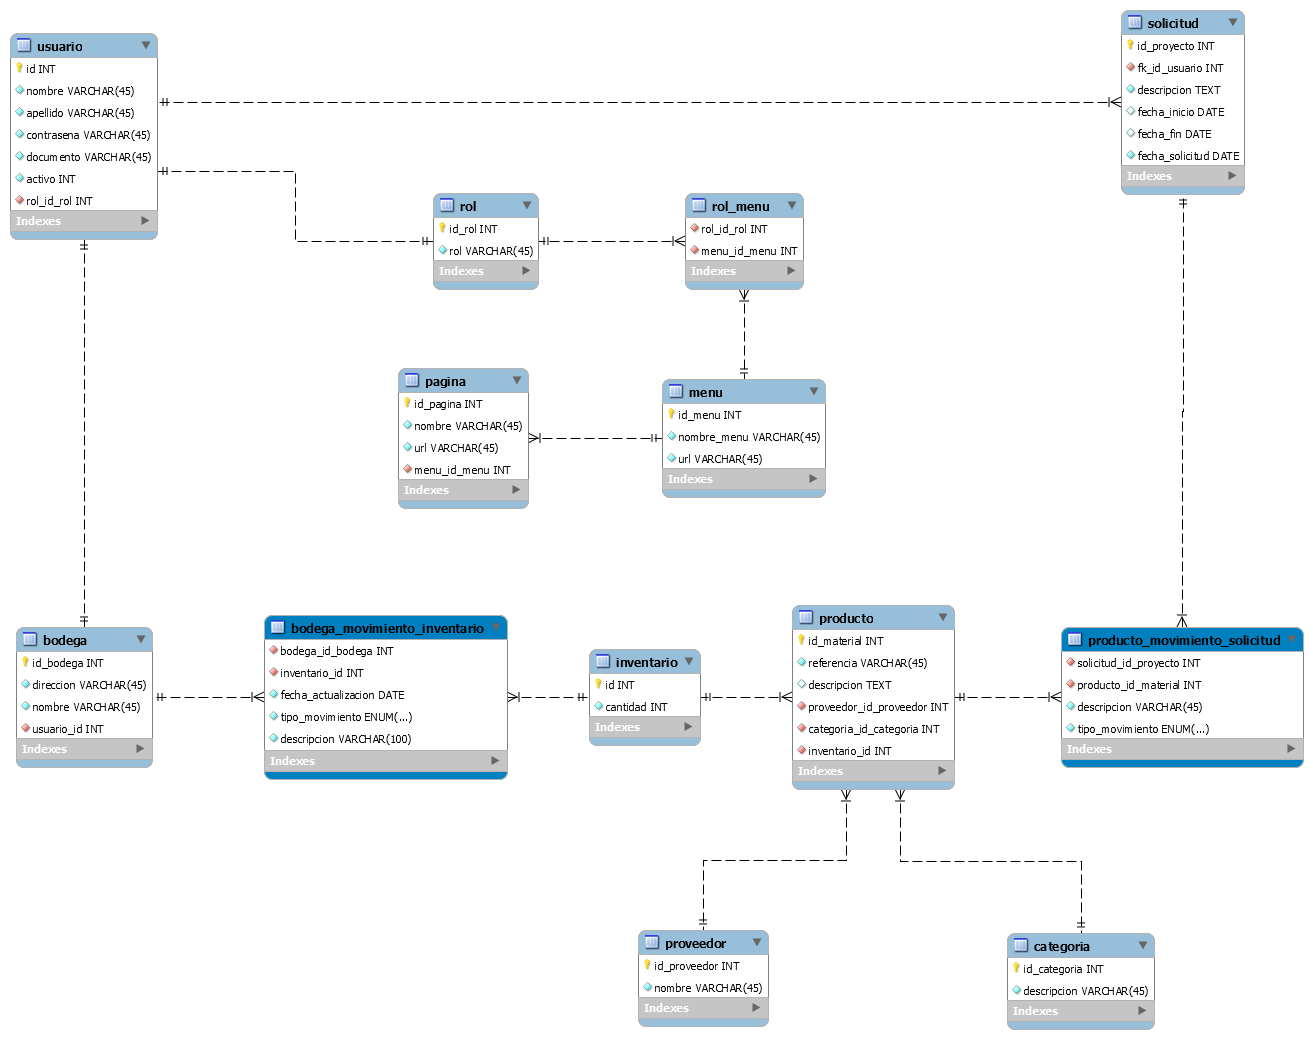 usuario
id INT
nombre VARCHAR(45)
apellido VARCHAR(45)
contrasena VARCHAR(45)
documento VARCHAR(45)
activo INT
rol_id_rol INT
Indexes
solicitud
id_proyecto INT
fk_id_usuario INT
descripcion TEXT
fecha_inicio DATE
fecha_fin DATE
fecha_solicitud DATE
Indexes
rol
id_rol INT
rol VARCHAR(45)
Indexes
rol_menu
rol_id_rol INT
menu_id_menu INT
Indexes
pagina
id_pagina INT
nombre VARCHAR(45)
url VARCHAR(45)
menu_id_menu INT
Indexes
menu
id_menu INT
nombre_menu VARCHAR(45)
url VARCHAR(45)
Indexes
bodega
id_bodega INT
direccion VARCHAR(45)
nombre VARCHAR(45)
usuario_id INT
Indexes
bodega_movimiento_inventario
bodega_id_bodega INT
inventario_id INT
fecha_actualizacion DATE
tipo_movimiento ENUM(...)
descripcion VARCHAR(100)
Indexes
inventario
id INT
cantidad INT
Indexes
producto
id_material INT
referencia VARCHAR(45)
descripcion TEXT
proveedor_id_proveedor INT
categoria_id_categoria INT
inventario_id INT
Indexes
producto_movimiento_solicitud
solicitud_id_proyecto INT
producto_id_material INT
descripcion VARCHAR(45)
tipo_movimiento ENUM(...)
Indexes
proveedor
id_proveedor INT
nombre VARCHAR(45)
Indexes
categoria
id_categoria INT
descripcion VARCHAR(45)
Indexes